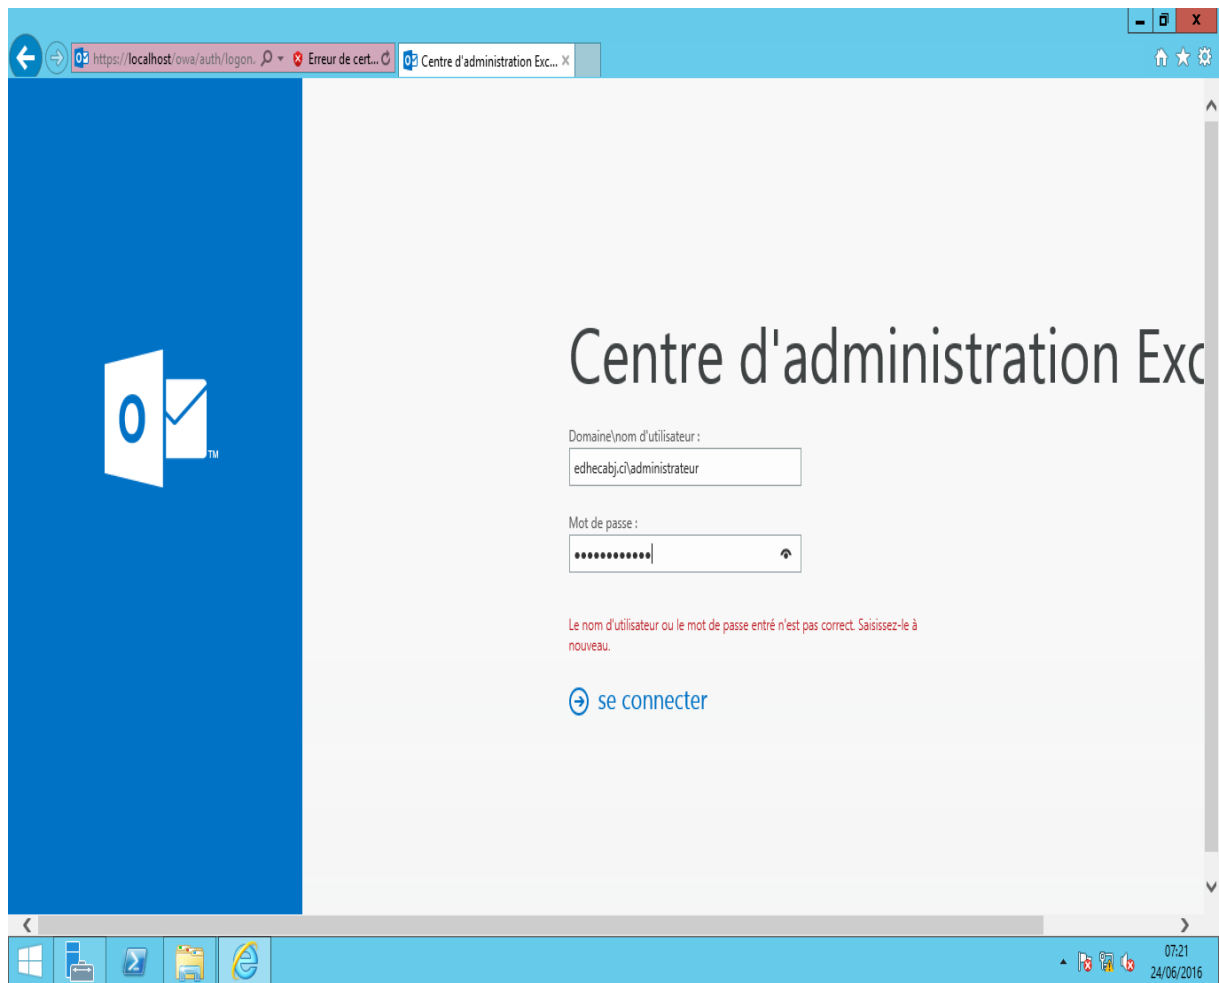 X
https://localhost/owa/auth/logon.
Erreur de cert...
Centre d'administration Exc...
Centre d'administration Exc
Domaine\nom d'utilisateur :
edhecabj.ci\administrateur
Mot de passe :
Le nom d'utilisateur ou le mot de passe entré n'est pas correct. Saisissez-le à
nouveau.
se connecter
O
TM
07:21
24/06/2016